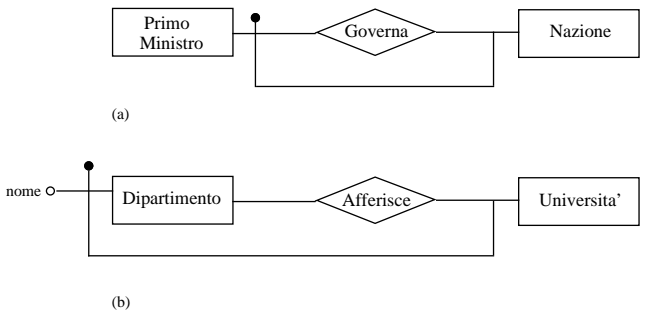 Primo
Ministro
Governa
Nazione
(a)
nome
Dipartimento
Afferisce
Universita'
(b)